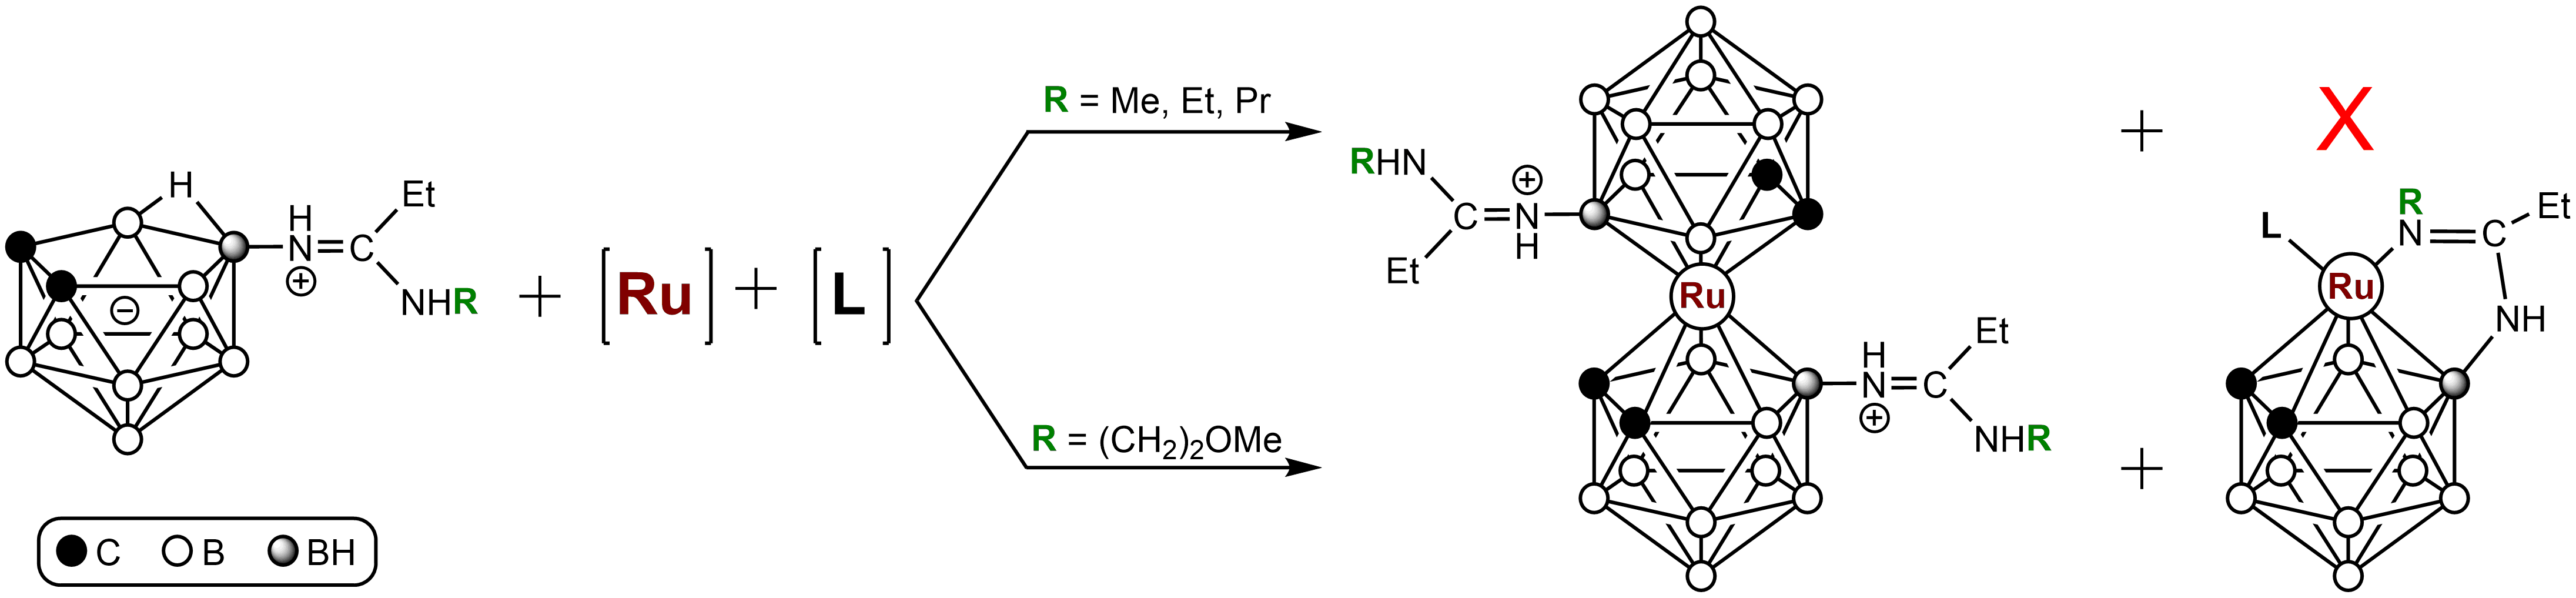 R = Me, Et, Pr
X
RHN
C=N
H
Et
⊕
H
N=C
⊕
Et
NHR
⊖
+
[Ru]
+
[L]
Ru
H
N=C
⊕
Et
NHR
R = (CH2)2OMe
+
+
L
Ru
R
N=C
Et
NH
H
C B BH